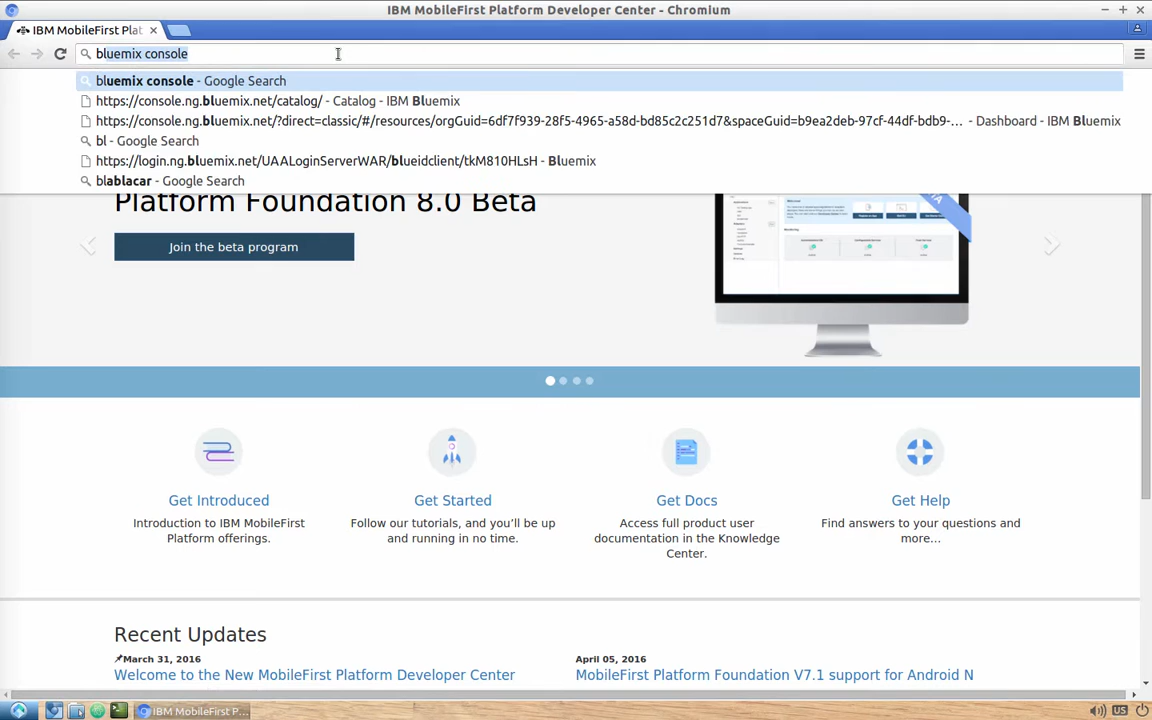 IBM MobileFirst Platform Developer Center - Chromium
IBM MobileFirst Plat
bluemix console
bluemix console - Google Search
https://console.ng.bluemix.net/catalog/ - Catalog - IBM Bluemix
https://console.ng.bluemix.net/?direct=classic/#/resources/orgGuid=6df7f939-28f5-4965-a58d-bd85c2c251d7&spaceGuid=b9ea2deb-97cf-44df-bdb9-... - Dashboard - IBM Bluemix
bl - Google Search
https://login.ng.bluemix.net/UAALoginServerWAR/blueidclient/tkM810HLsH - Bluemix
blablacar - Google Search
Platform Foundation 8.0 Beta
Join the beta program
Get Introduced
Introduction to IBM MobileFirst
Platform offerings.
Get Started
Follow our tutorials, and you'll be up
and running in no time.
Get Docs
Access full product user
documentation in the Knowledge
Center.
Get Help
Find answers to your questions and
more...
Recent Updates
March 31, 2016
Welcome to the New MobileFirst Platform Developer Center
April 05, 2016
MobileFirst Platform Foundation V7.1 support for Android N
IBM MobileFirst P...
US